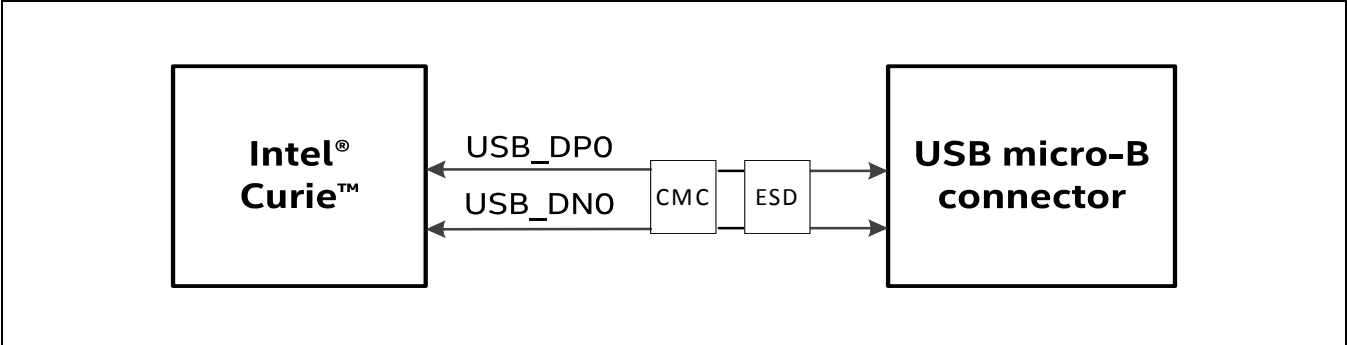 Intel®
Curie™
USB_DP0
USB_DN0
CMC
ESD
USB micro-B
connector